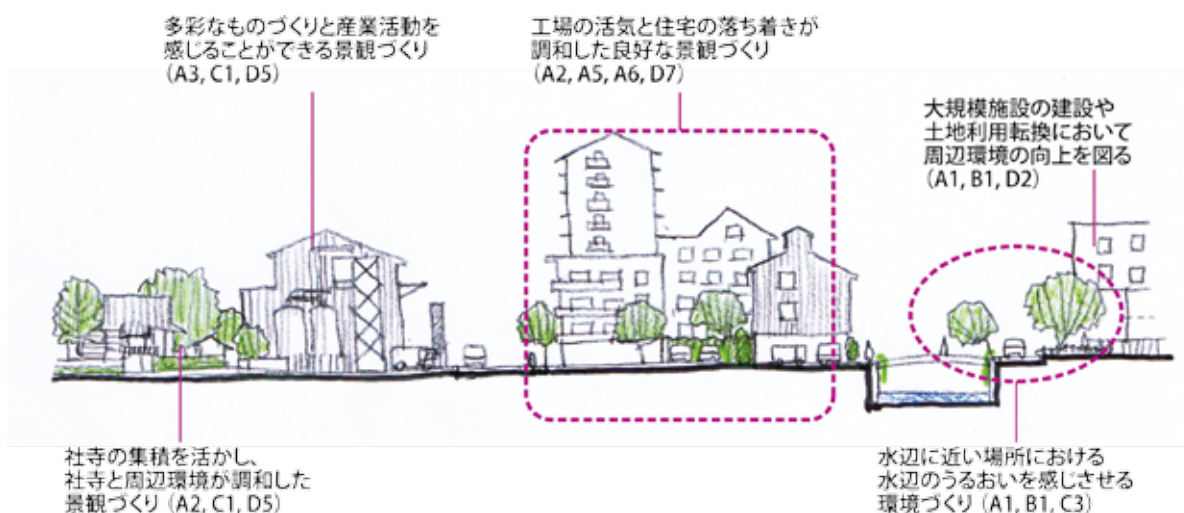 多彩なものづくりと産業活動を
感じることができる景観づくり
（A3, C1, D5）
工場の活気と住宅の落ち着きが
調和した良好な景観づくり
（A2, A5, A6, D7）
大規模施設の建設や
土地利用転換において
周辺環境の向上を図る
（A1, B1, D2）
社寺の集積を活かし、
社寺と周辺環境が調和した
景観づくり（A2, C1, D5）
水辺に近い場所における
水辺のうるおいを感じさせる
環境づくり（A1, B1, C3）